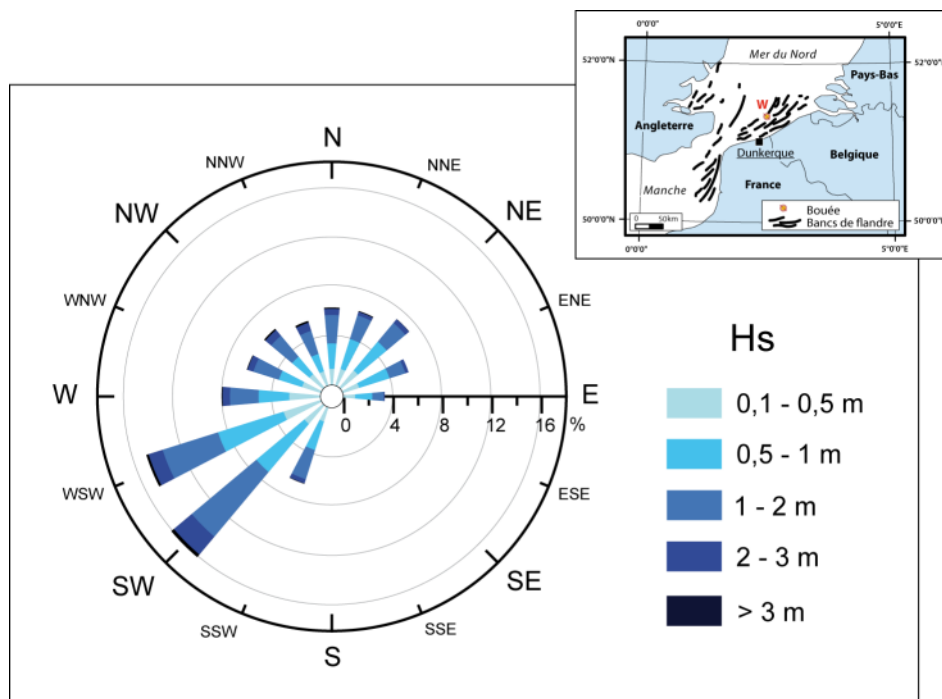 0°0'0"
5°0'0"E
52°0'0"N
Mer du Nord
52°0'0"N
Pays-Bas
W
Angleterre
Dunkerque
Belgique
Manche
France
50°0'0"N
50°0'0"N
0 50km
Bouée
Bancs de flandre
0°0'0"
5°0'0"E
N
NNW
NNE
NW
NE
WNW
ENE
W
E
0 4 8 12 16 %
WSW
ESE
SW
SE
SSW
SSE
S
Hs
0,1 - 0,5 m
0,5 - 1 m
1 - 2 m
2 - 3 m
> 3 m